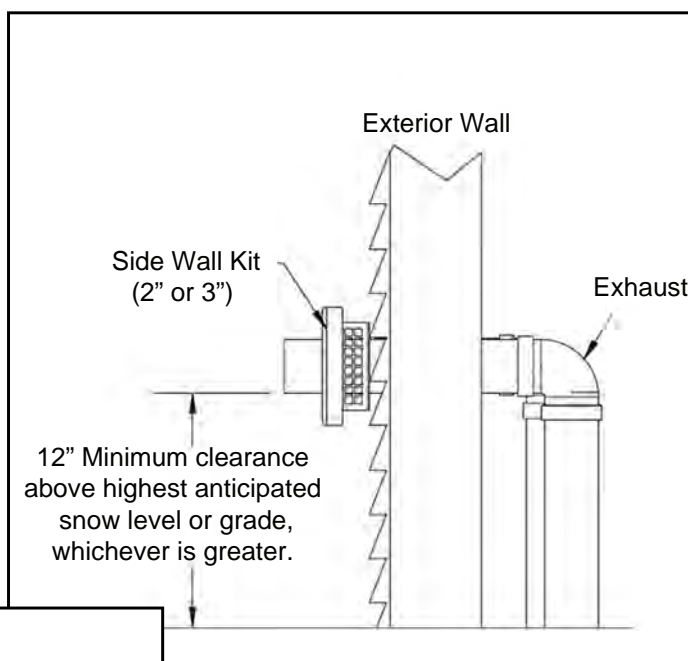 Exterior Wall
Side Wall Kit
(2” or 3”)
Exhaust
12” Minimum clearance
above highest anticipated
snow level or grade,
whichever is greater.